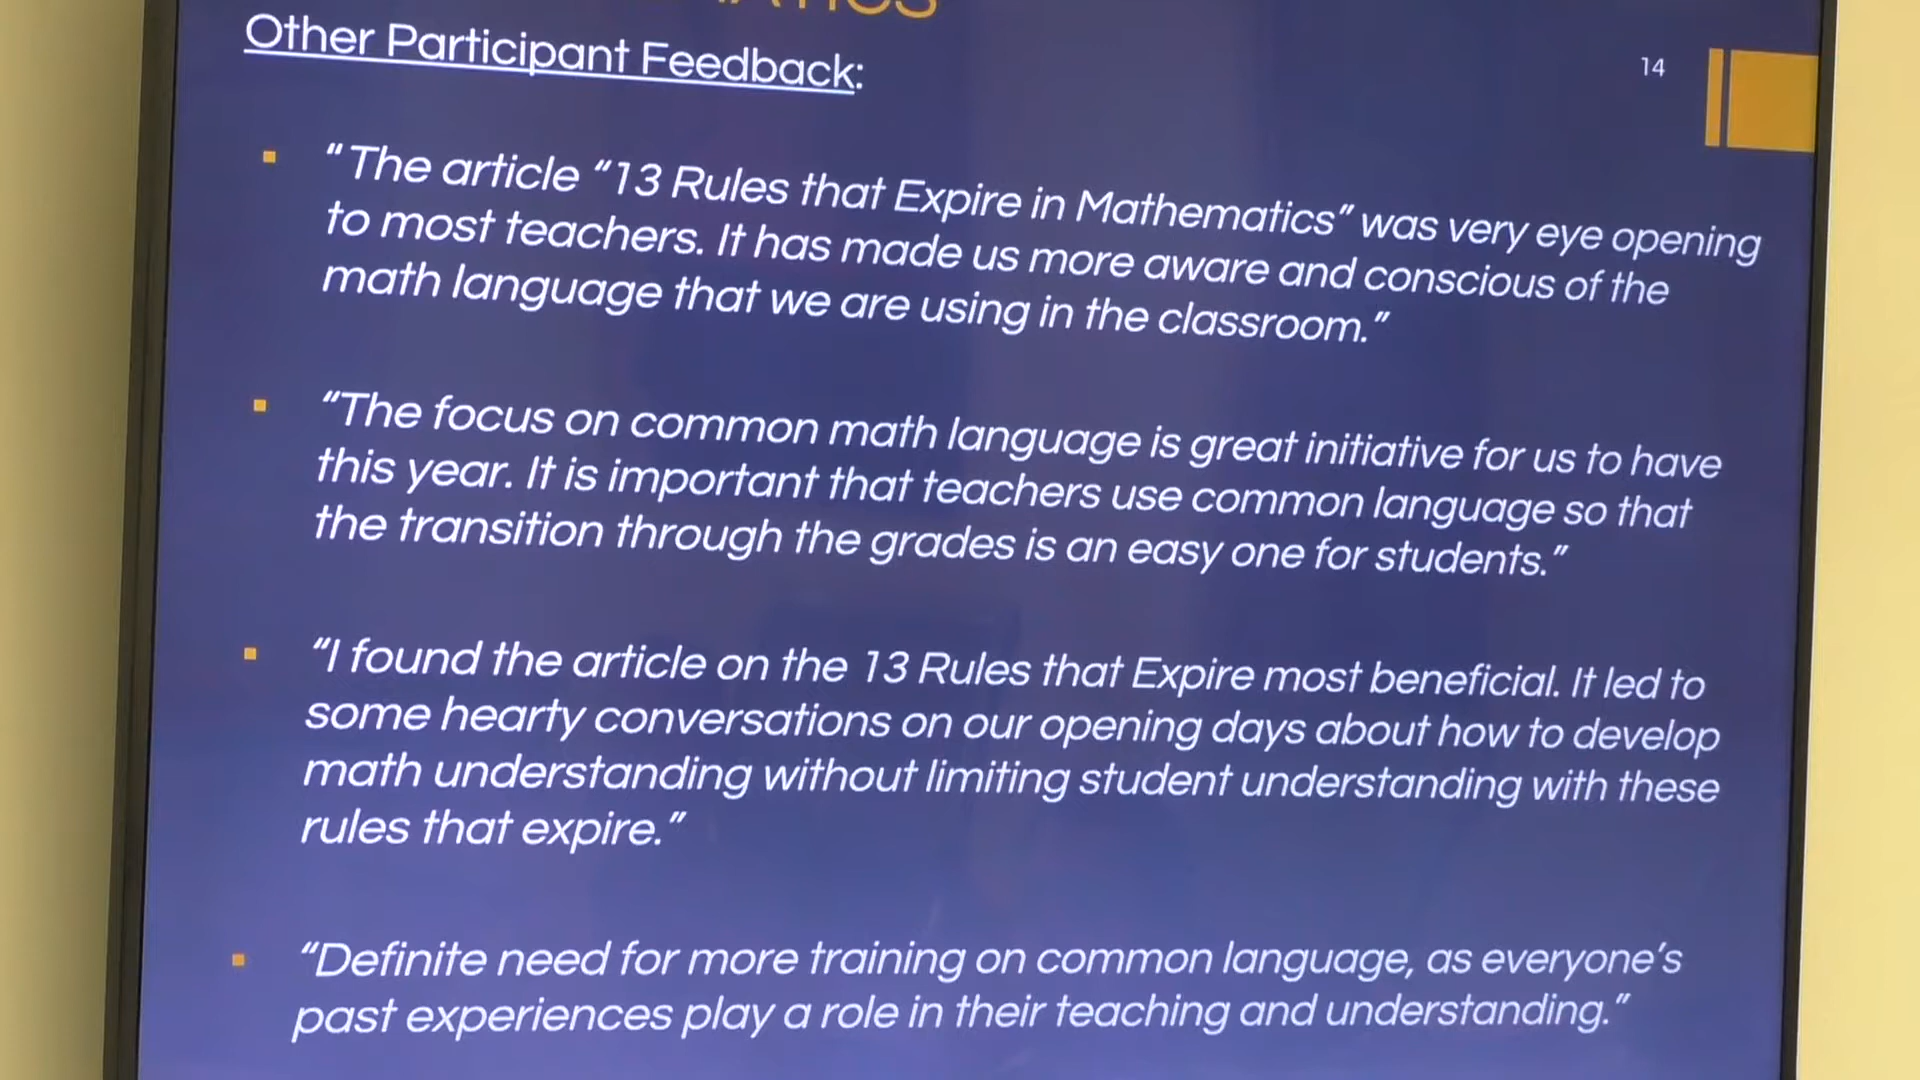 Other Participant Feedback:
14
“The article “13 Rules that Expire in Mathematics” was very eye opening
to most teachers. It has made us more aware and conscious of the
math language that we are using in the classroom.”
“The focus on common math language is great initiative for us to have
this year. It is important that teachers use common language so that
the transition through the grades is an easy one for students.”
“I found the article on the 13 Rules that Expire most beneficial. It led to
some hearty conversations on our opening days about how to develop
math understanding without limiting student understanding with these
rules that expire.”
“Definite need for more training on common language, as everyone’s
past experiences play a role in their teaching and understanding.”